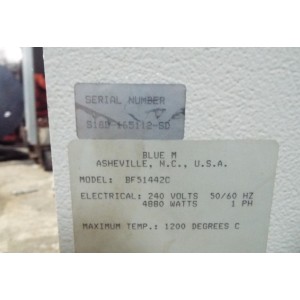 SERIAL NUMBER
BLUE M
ASHEVILLE, N.C., U.S.A.
MODEL: BF51442C
ELECTRICAL: 240 VOLTS 50/60 HZ
4880 WATTS 1 PH
MAXIMUM TEMP.: 1200 DEGREES C